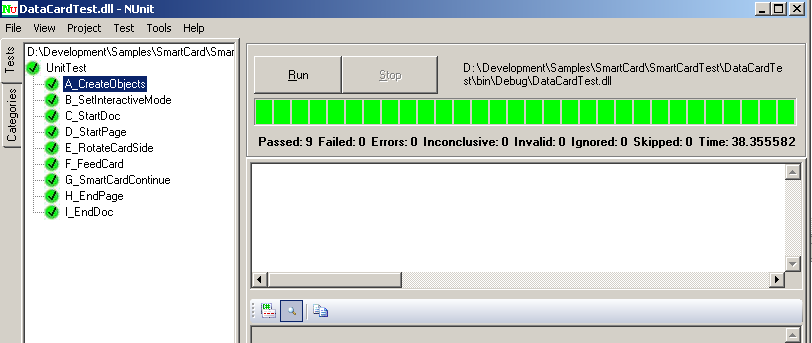 DataCardTest.dll - NUnit
File View Project Test Tools Help
Tests
Categories
D:\Development\Samples\SmartCard\Smar
UnitTest
A_CreateObjects
B_SetInteractiveMode
C_StartDoc
D_StartPage
E_RotateCardSide
F_FeedCard
G_SmartCardContinue
H_EndPage
I_EndDoc
Run Stop
D:\Development\Samples\SmartCard\SmartCardTest\DataCardTe
st\bin\Debug\DataCardTest.dll
Passed: 9 Failed: 0 Errors: 0 Inconclusive: 0 Invalid: 0 Ignored: 0 Skipped: 0 Time: 38.355582